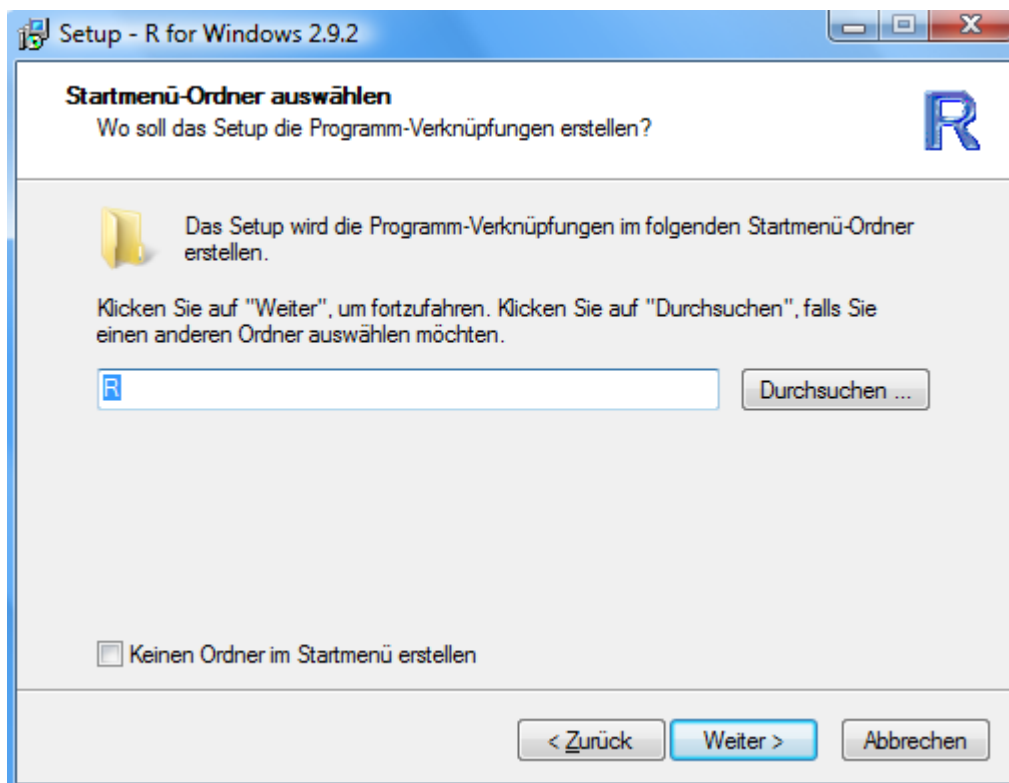 Setup - R for Windows 2.9.2
Startmenü-Ordner auswählen
Wo soll das Setup die Programm-Verknüpfungen erstellen?
R
Das Setup wird die Programm-Verknüpfungen im folgenden Startmenü-Ordner
erstellen.
Klicken Sie auf "Weiter", um fortzufahren. Klicken Sie auf "Durchsuchen", falls Sie
einen anderen Ordner auswählen möchten.
R
Durchsuchen ...
Keinen Ordner im Startmenü erstellen
< Zurück
Weiter >
Abbrechen